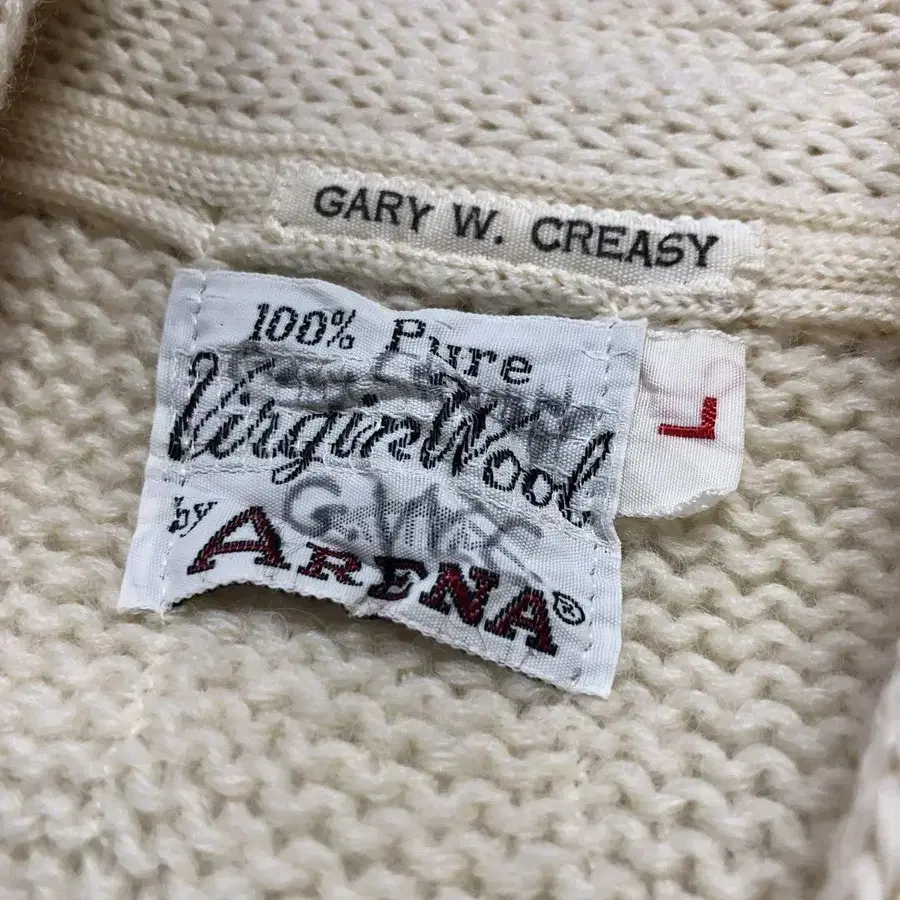 GARY W. CREASY
100% Pure
Virgin Wool
by
ARENA®
L